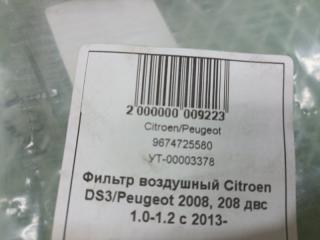 2 000000 009223
Citroen/Peugeot
9674725580
УТ-00003378
Фильтр воздушный Citroen
DS3/Peugeot 2008, 208 двс
1.0-1.2 с 2013-